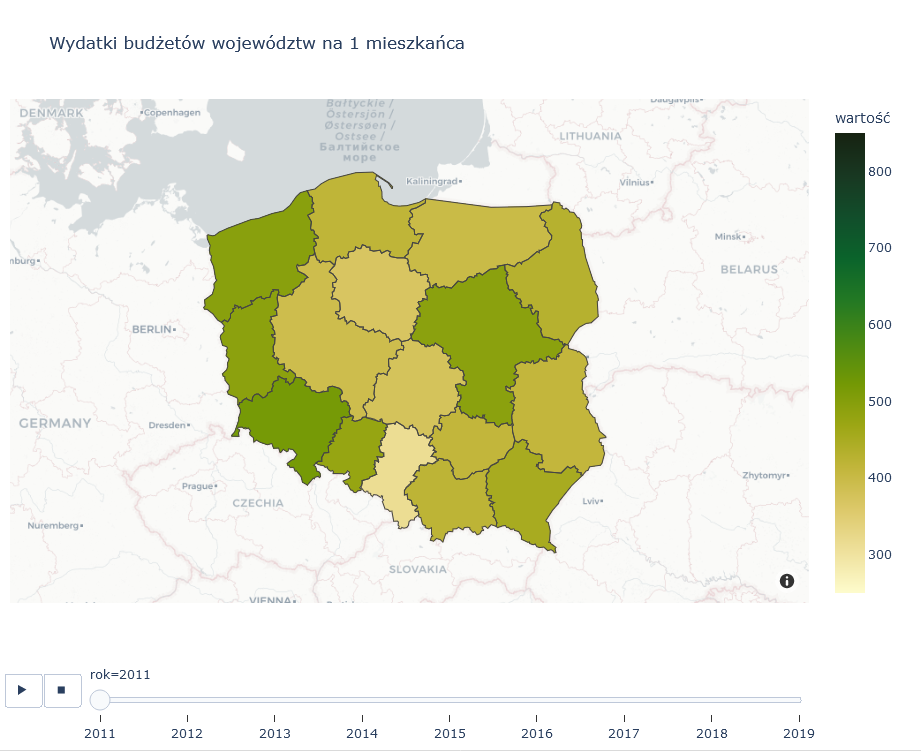 Wydatki budżetów województw na 1 mieszkańca
wartość
800
700
600
500
400
300
DENMARK
Copenhagen
Bałtyckie /
Östersjön /
Østersøen /
Ostsee /
Балтийское
море
Kaliningrad
LITHUANIA
Daugavpils
Vilnius
Minsk
BELARUS
BERLIN
GERMANY
Dresden
Prague
CZECHIA
Nuremberg
Lviv
Zhytomyr
SLOVAKIA
VIENNA
rok=2011
2011
2012
2013
2014
2015
2016
2017
2018
2019